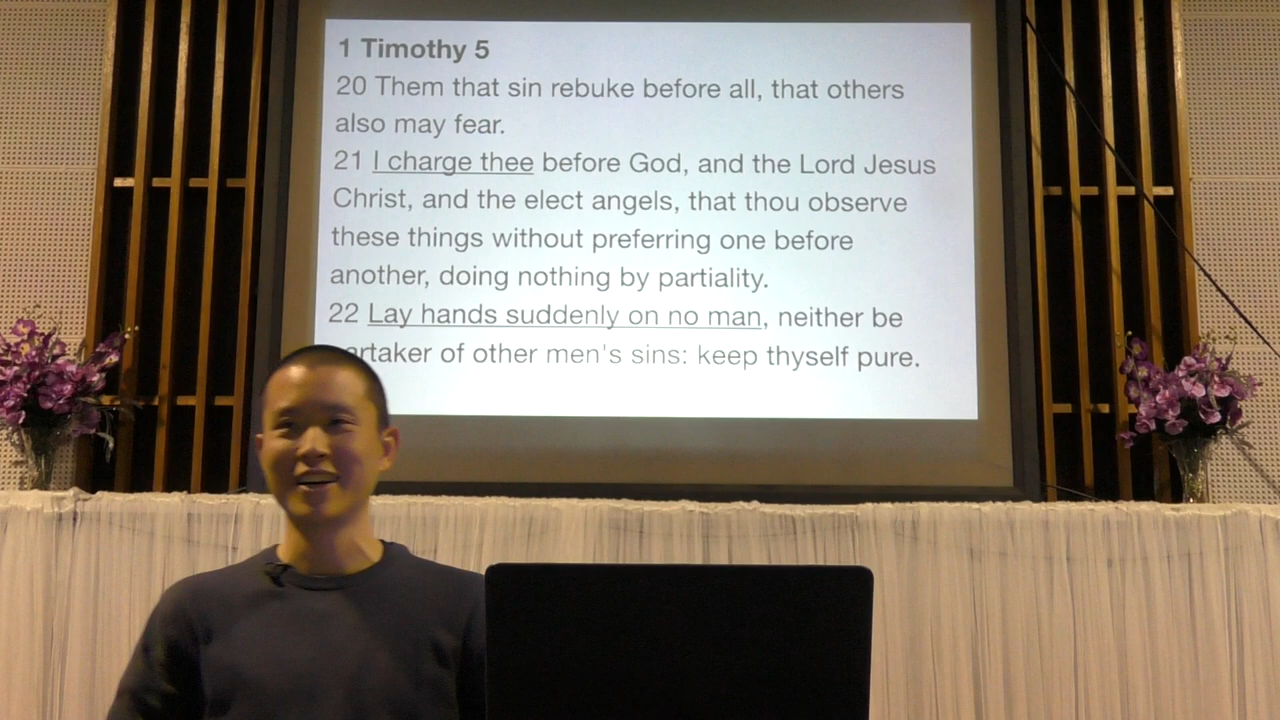 1 Timothy 5
20 Them that sin rebuke before all, that others
also may fear.
21 I charge thee before God, and the Lord Jesus
Christ, and the elect angels, that thou observe
these things without preferring one before
another, doing nothing by partiality.
22 Lay hands suddenly on no man, neither be
artaker of other men's sins: keep thyself pure.